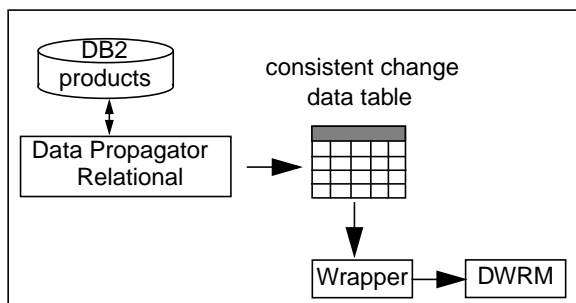 DB2
products
consistent change
data table
Data Propagator
Relational
Wrapper
DWRM